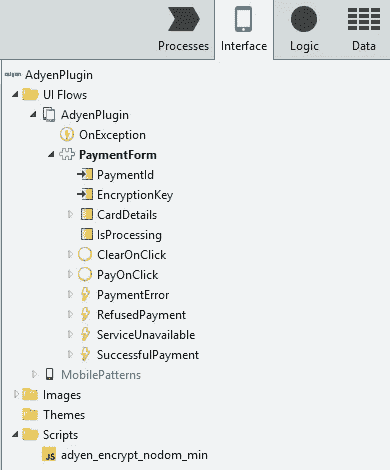 Processes Interface Logic Data
adyen AdyenPlugin
UI Flows
AdyenPlugin
OnException
PaymentForm
PaymentId
EncryptionKey
CardDetails
IsProcessing
ClearOnClick
PayOnClick
PaymentError
RefusedPayment
ServiceUnavailable
SuccessfulPayment
MobilePatterns
Images
Themes
Scripts
JS adyen_encrypt_nodom_min